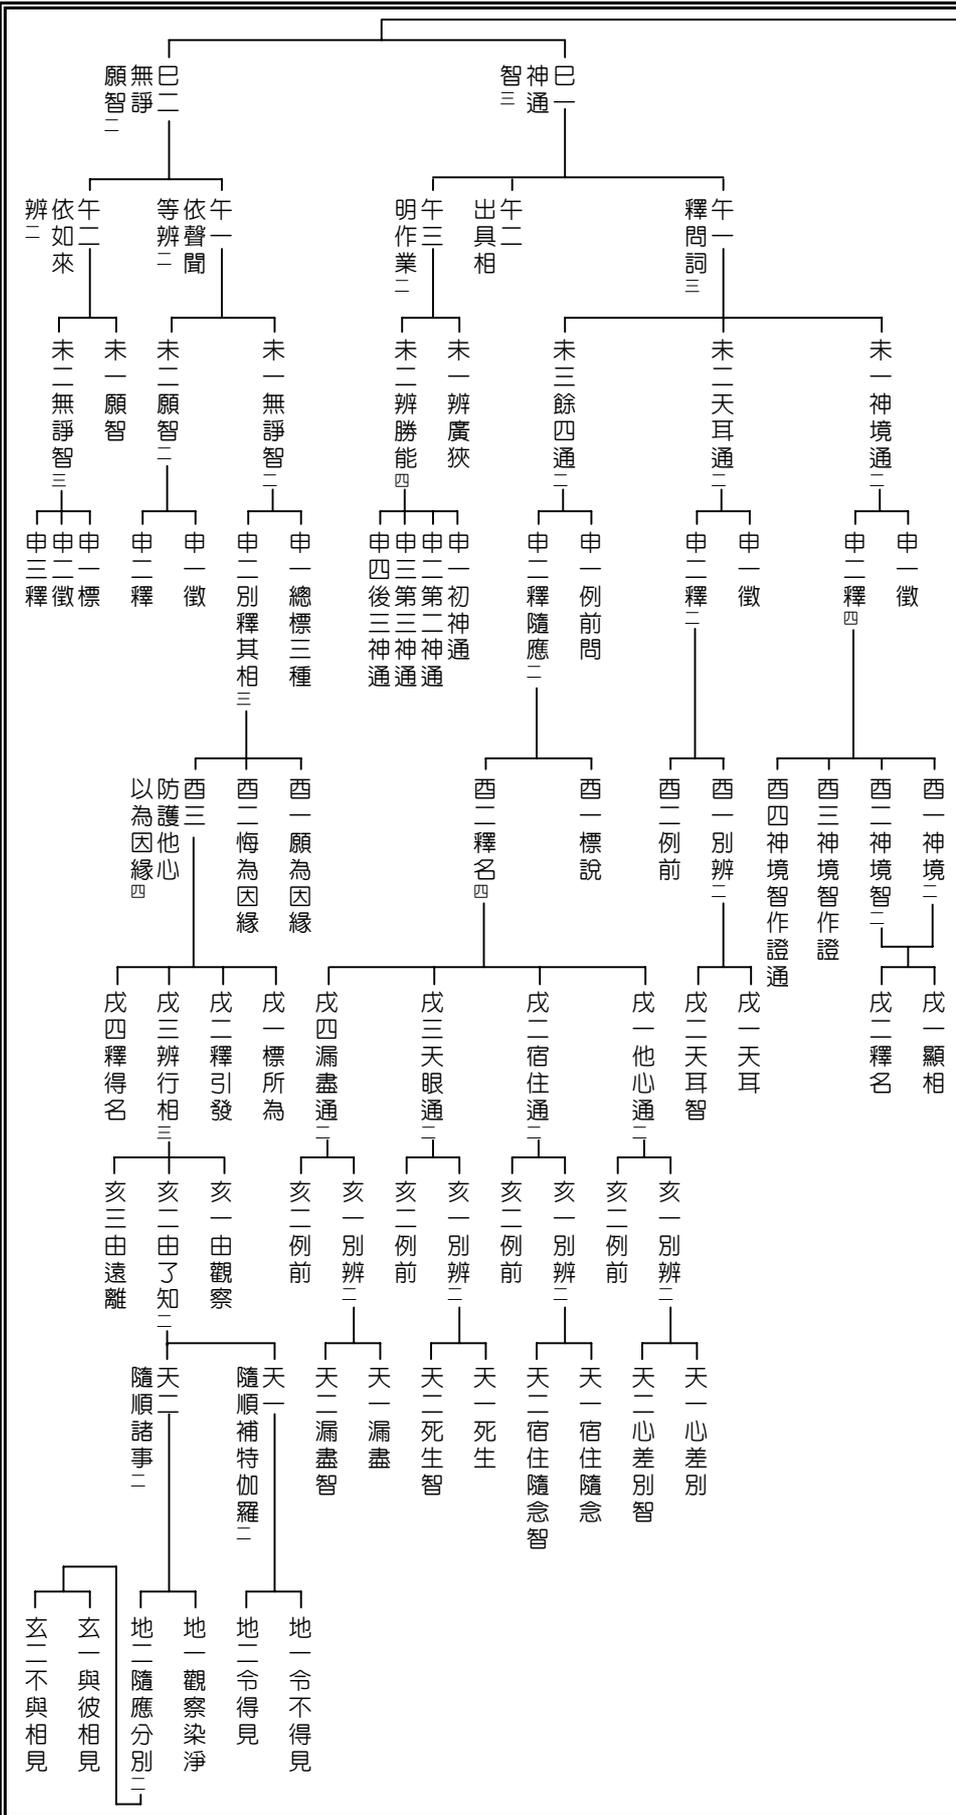 巳一
神通
智三
巳二
無諍
願智二
午一
釋問詞三
午二
出具相
午三
明作業二
午一
依聲聞
等辨二
午二
依如來
辨二
未一神境通二
未二天耳通二
未三餘四通二
未一辨廣狹
未二辨勝能四
未一無諍智二
未二願智二
未一願智
未二無諍智三
申一徵
申二釋四
申一徵
申二釋二
申一例前問
申二釋隨應二
申一初神通
申二第二神通
申三第三神通
申四後三神通
申一總標三種
申二別釋其相三
申一徵
申二釋
申一標
申二徵
申三釋
酉一神境二
酉二神境智二
酉三神境智作證
酉四神境智作證通
酉一別辨二
酉二例前
酉一標說
酉二釋名四
酉一願為因緣
酉二悔為因緣
酉三
防護他心
以為因緣四
戌一顯相
戌二釋名
戌一天耳
戌二天耳智
戌一他心通二
戌二宿住通二
戌三天眼通二
戌四漏盡通二
戌一標所為
戌二釋引發
戌三辨行相三
戌四釋得名
亥一別辨二
亥二例前
亥一別辨二
亥二例前
亥一別辨二
亥二例前
亥一別辨二
亥二例前
亥一由觀察
亥二由了知二
亥三由遠離
天一心差別
天二心差別智
天一宿住隨念
天二宿住隨念智
天一死生
天二死生智
天一漏盡
天二漏盡智
天一
隨順補特伽羅二
天二
隨順諸事二
地一令不得見
地二令得見
地一觀察染淨
地二隨應分別二
玄一與彼相見
玄二不與相見